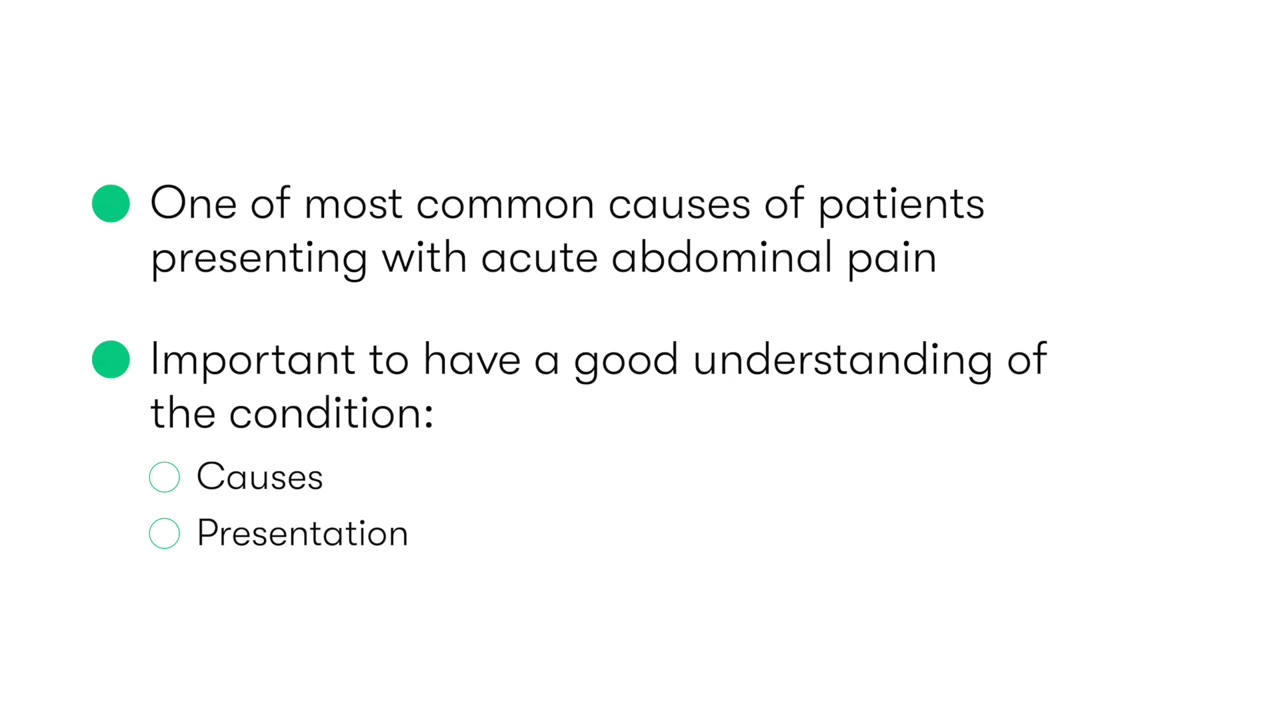 One of most common causes of patients
presenting with acute abdominal pain
Important to have a good understanding of
the condition:
Causes
Presentation